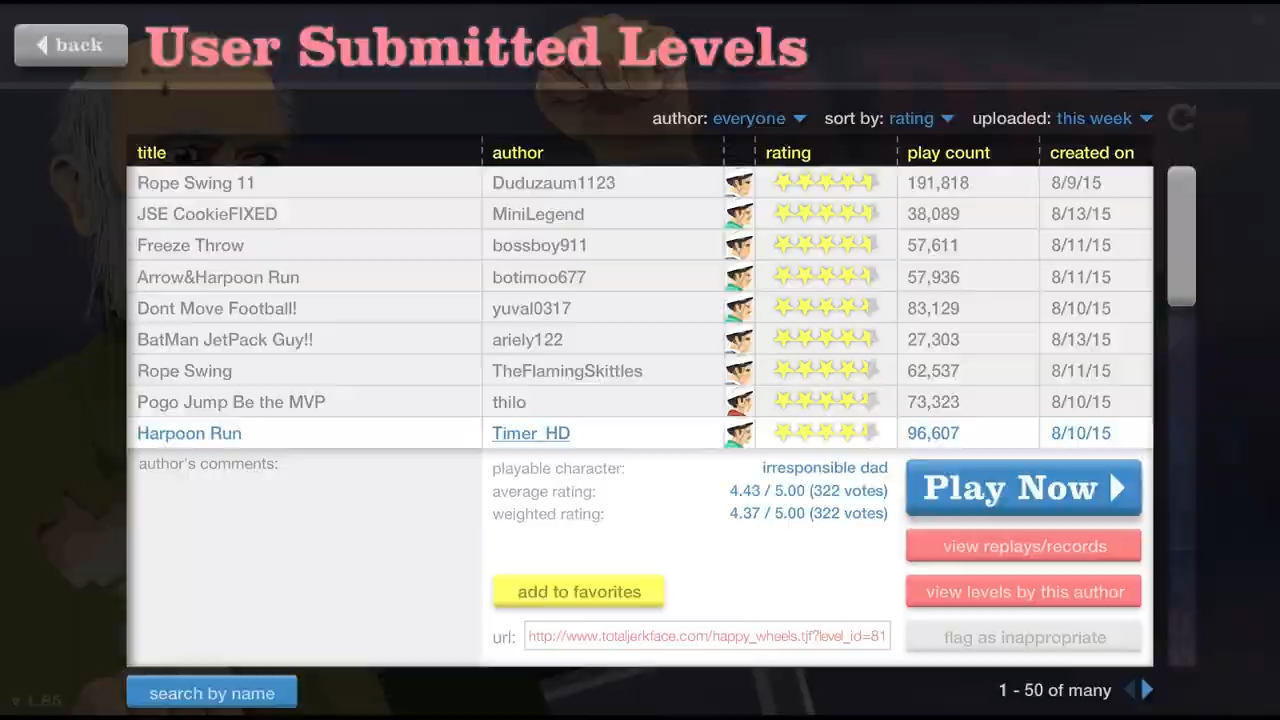 back
User Submitted Levels
author: everyone sort by: rating uploaded: this week
title author rating play count created on
Rope Swing 11 Duduzaum1123 191,818 8/9/15
JSE CookieFIXED MiniLegend 38,089 8/13/15
Freeze Throw bossboy911 57,611 8/11/15
Arrow&Harpoon Run botimoo677 57,936 8/11/15
Dont Move Football! yuval0317 83,129 8/10/15
BatMan JetPack Guy!! ariely122 27,303 8/13/15
Rope Swing TheFlamingSkittles 62,537 8/11/15
Pogo Jump Be the MVP thilo 73,323 8/10/15
Harpoon Run Timer_HD 96,607 8/10/15
author's comments:
playable character: irresponsible dad
average rating: 4.43 / 5.00 (322 votes)
weighted rating: 4.37 / 5.00 (322 votes)
Play Now
view replays/records
add to favorites
view levels by this author
url: http://www.totaljerkface.com/happy_wheels.tjf?level_id=81
flag as inappropriate
search by name
1 - 50 of many
v 1.85